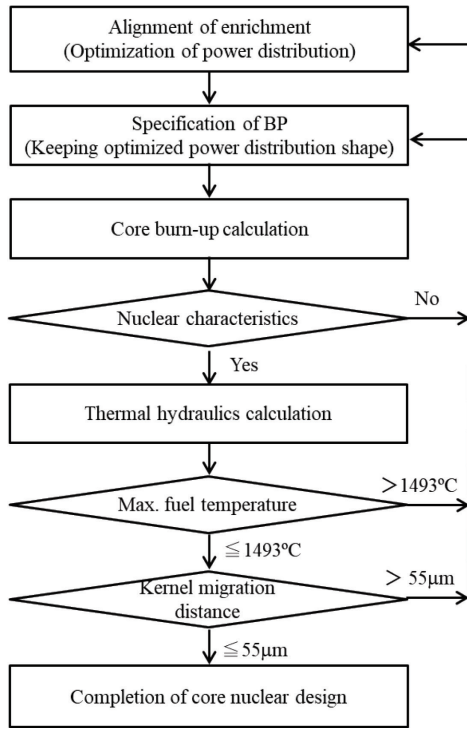 Alignment of enrichment
(Optimization of power distribution)
Specification of BP
(Keeping optimized power distribution shape)
Core burn-up calculation
Nuclear characteristics
No
Yes
Thermal hydraulics calculation
Max. fuel temperature
＞1493ºC
≦1493ºC
Kernel migration
distance
＞55μm
≦55μm
Completion of core nuclear design